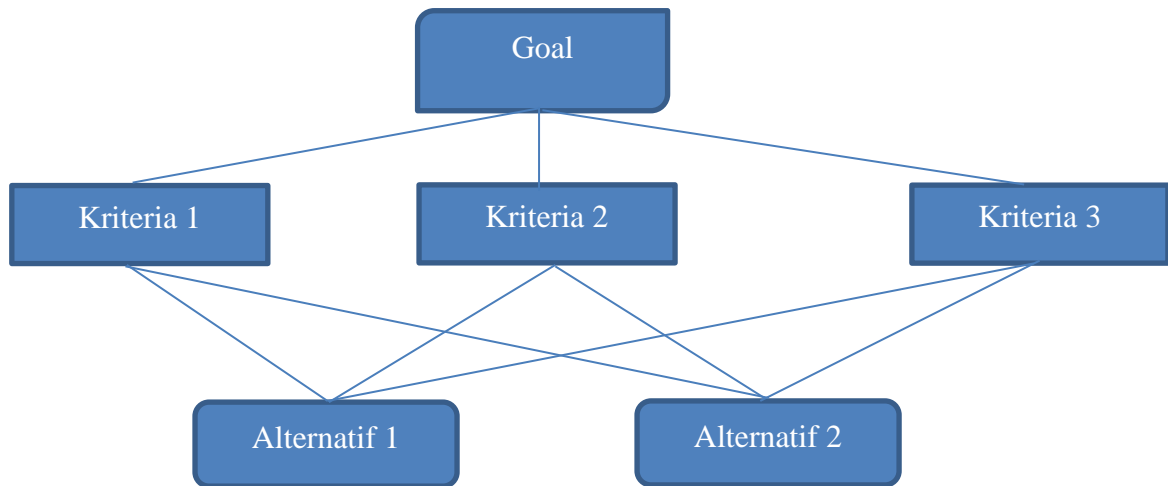 Goal
Kriteria 1
Kriteria 2
Kriteria 3
Alternatif 1
Alternatif 2